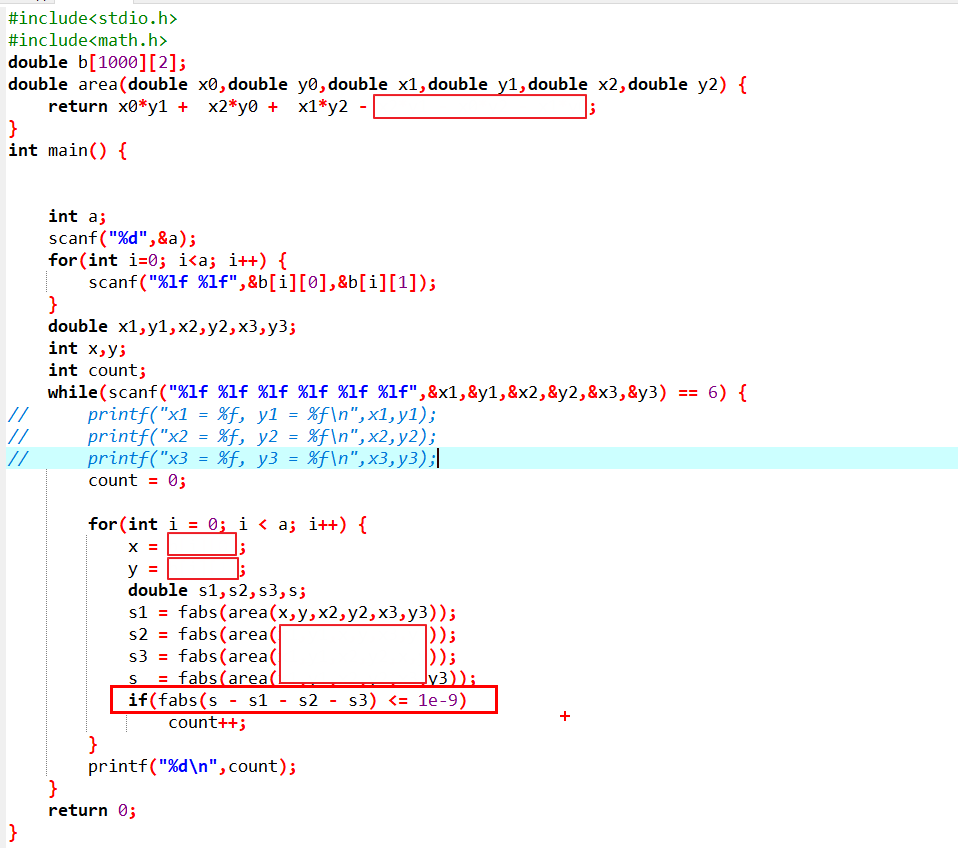 #include<stdio.h>
#include<math.h>
double b[1000][2];
double area(double x0,double y0,double x1,double y1,double x2,double y2) {
return x0*y1 +  x2*y0 +  x1*y2 - ;
}
int main() {
int a;
scanf("%d",&a);
for(int i=0; i<a; i++) {
scanf("%lf %lf",&b[i][0],&b[i][1]);
}
double x1,y1,x2,y2,x3,y3;
int x,y;
int count;
while(scanf("%lf %lf %lf %lf %lf %lf",&x1,&y1,&x2,&y2,&x3,&y3) == 6) {
//      printf("x1 = %f, y1 = %f\n",x1,y1);
//      printf("x2 = %f, y2 = %f\n",x2,y2);
//      printf("x3 = %f, y3 = %f\n",x3,y3);
count = 0;
for(int i = 0; i < a; i++) {
x = ;
y = ;
double s1,s2,s3,s;
s1 = fabs(area(x,y,x2,y2,x3,y3));
s2 = fabs(area( ));
s3 = fabs(area( ));
s  = fabs(area( y3));
if(fabs(s - s1 - s2 - s3) <= 1e-9)
count++;
}
printf("%d\n",count);
}
return 0;
}